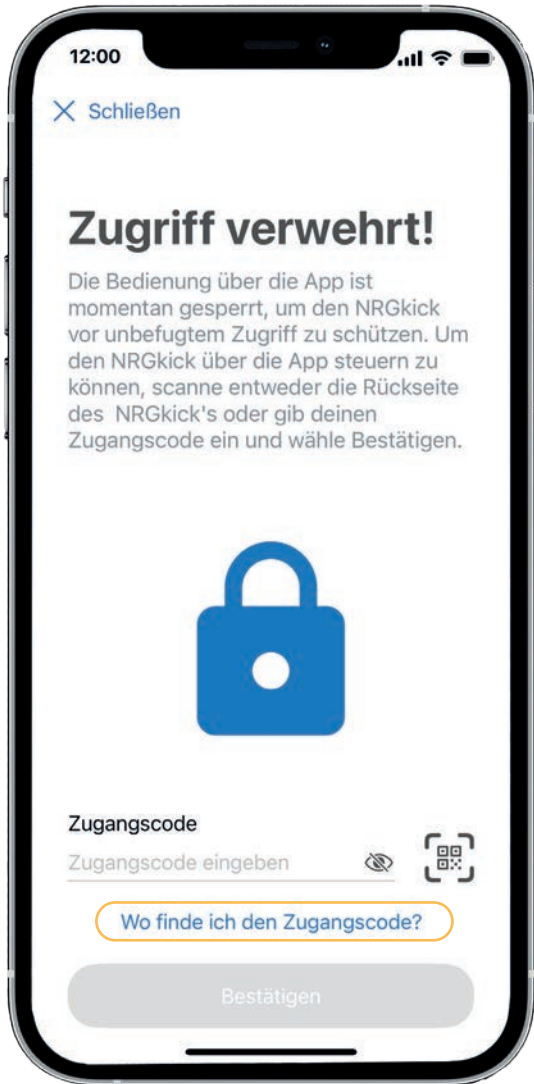 12:00
Schließen
Zugriff verwehrt!
Die Bedienung über die App ist
momentan gesperrt, um den NRGkick
vor unbefugtem Zugriff zu schützen. Um
den NRGkick über die App steuern zu
können, scanne entweder die Rückseite
des NRGkick's oder gib deinen
Zugangscode ein und wähle Bestätigen.
Zugangscode
Zugangscode eingeben
Wo finde ich den Zugangscode?
Bestätigen